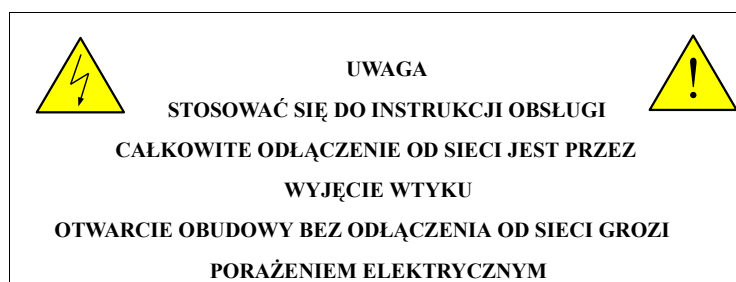 UWAGA
STOSOWAĆ SIĘ DO INSTRUKCJI OBSŁUGI
CAŁKOWITE ODŁĄCZENIE OD SIECI JEST PRZEZ
WYJĘCIE WTYKU
OTWARCIE OBUDOWY BEZ ODŁĄCZENIA OD SIECI GROZI
PORAŻENIEM ELEKTRYCZNYM